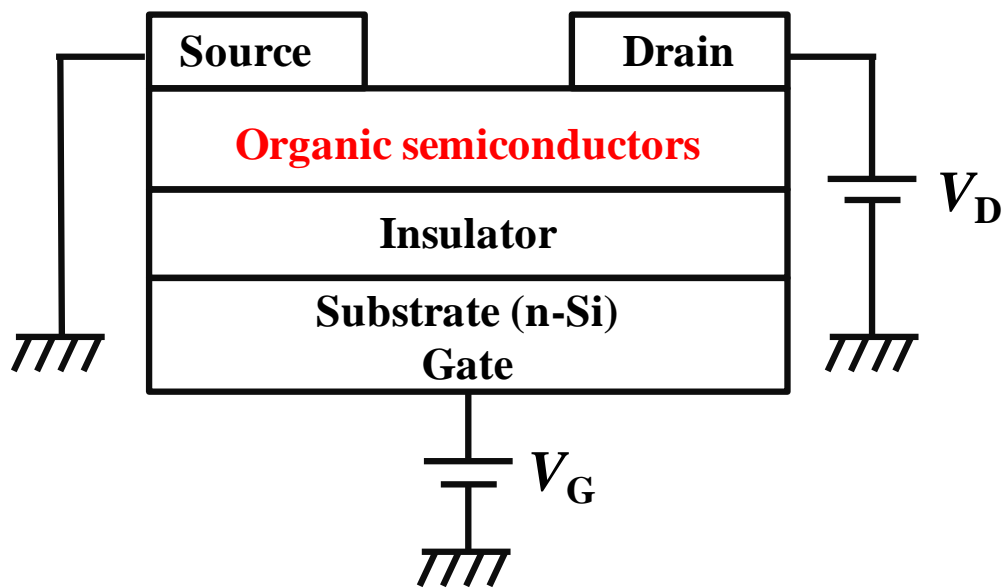 Source
Drain
Organic semiconductors
Insulator
Substrate (n-Si)
Gate
V_D
V_G